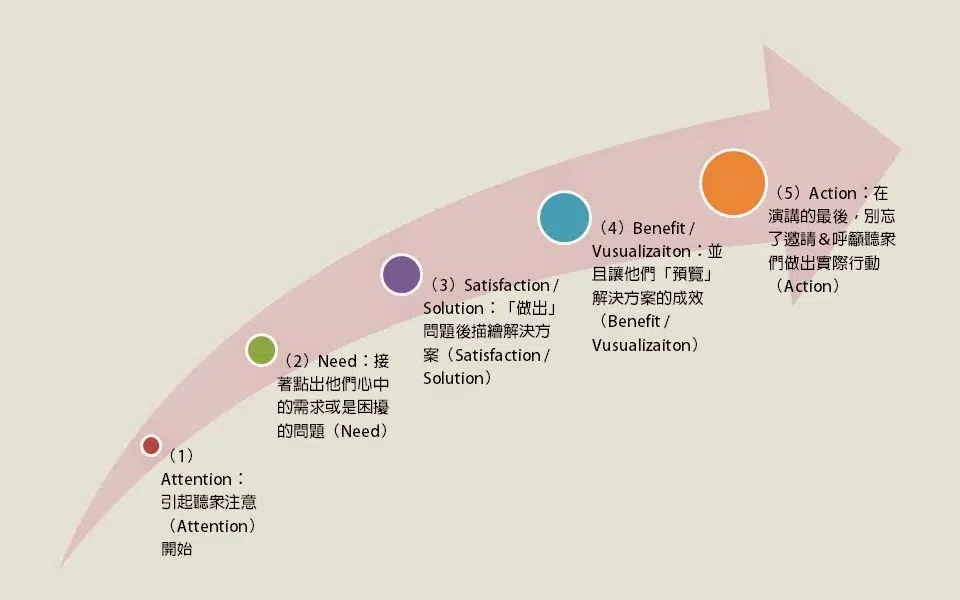 （1）
Attention：
引起聽眾注意
（Attention）
開始
（2）Need：接
著點出他們心中
的需求或是困擾
的問題（Need）
（3）Satisfaction /
Solution：「做出」
問題後描繪解決方
案（Satisfaction /
Solution）
（4）Benefit /
Vusualizaiton：並
且讓他們「預覽」
解決方案的成效
（Benefit /
Vusualizaiton）
（5）Action：在
演講的最後，別忘
了邀請＆呼籲聽眾
們做出實際行動
（Action）